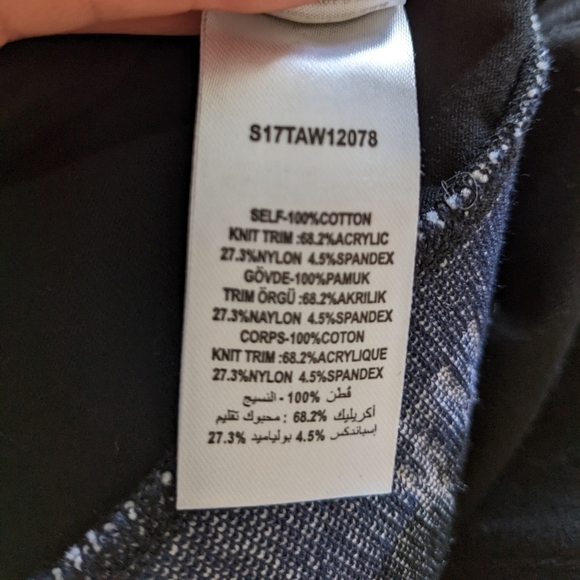 S17TAW12078
SELF-100%COTTON
KNIT TRIM :68.2%ACRYLIC
27.3%NYLON 4.5%SPANDEX
GÖVDE-100%PAMUK
TRIM ÖRGÜ :68.2%AKRILIK
27.3%NAYLON 4.5%SPANDEX
CORPS-100%COTON
KNIT TRIM :68.2%ACRYLIQUE
27.3%NYLON 4.5%SPANDEX
قُطن %100 - النسيج
أكريليك %68.2 : محبوك تقليم
إسباندكس %4.5 بولياميد %27.3